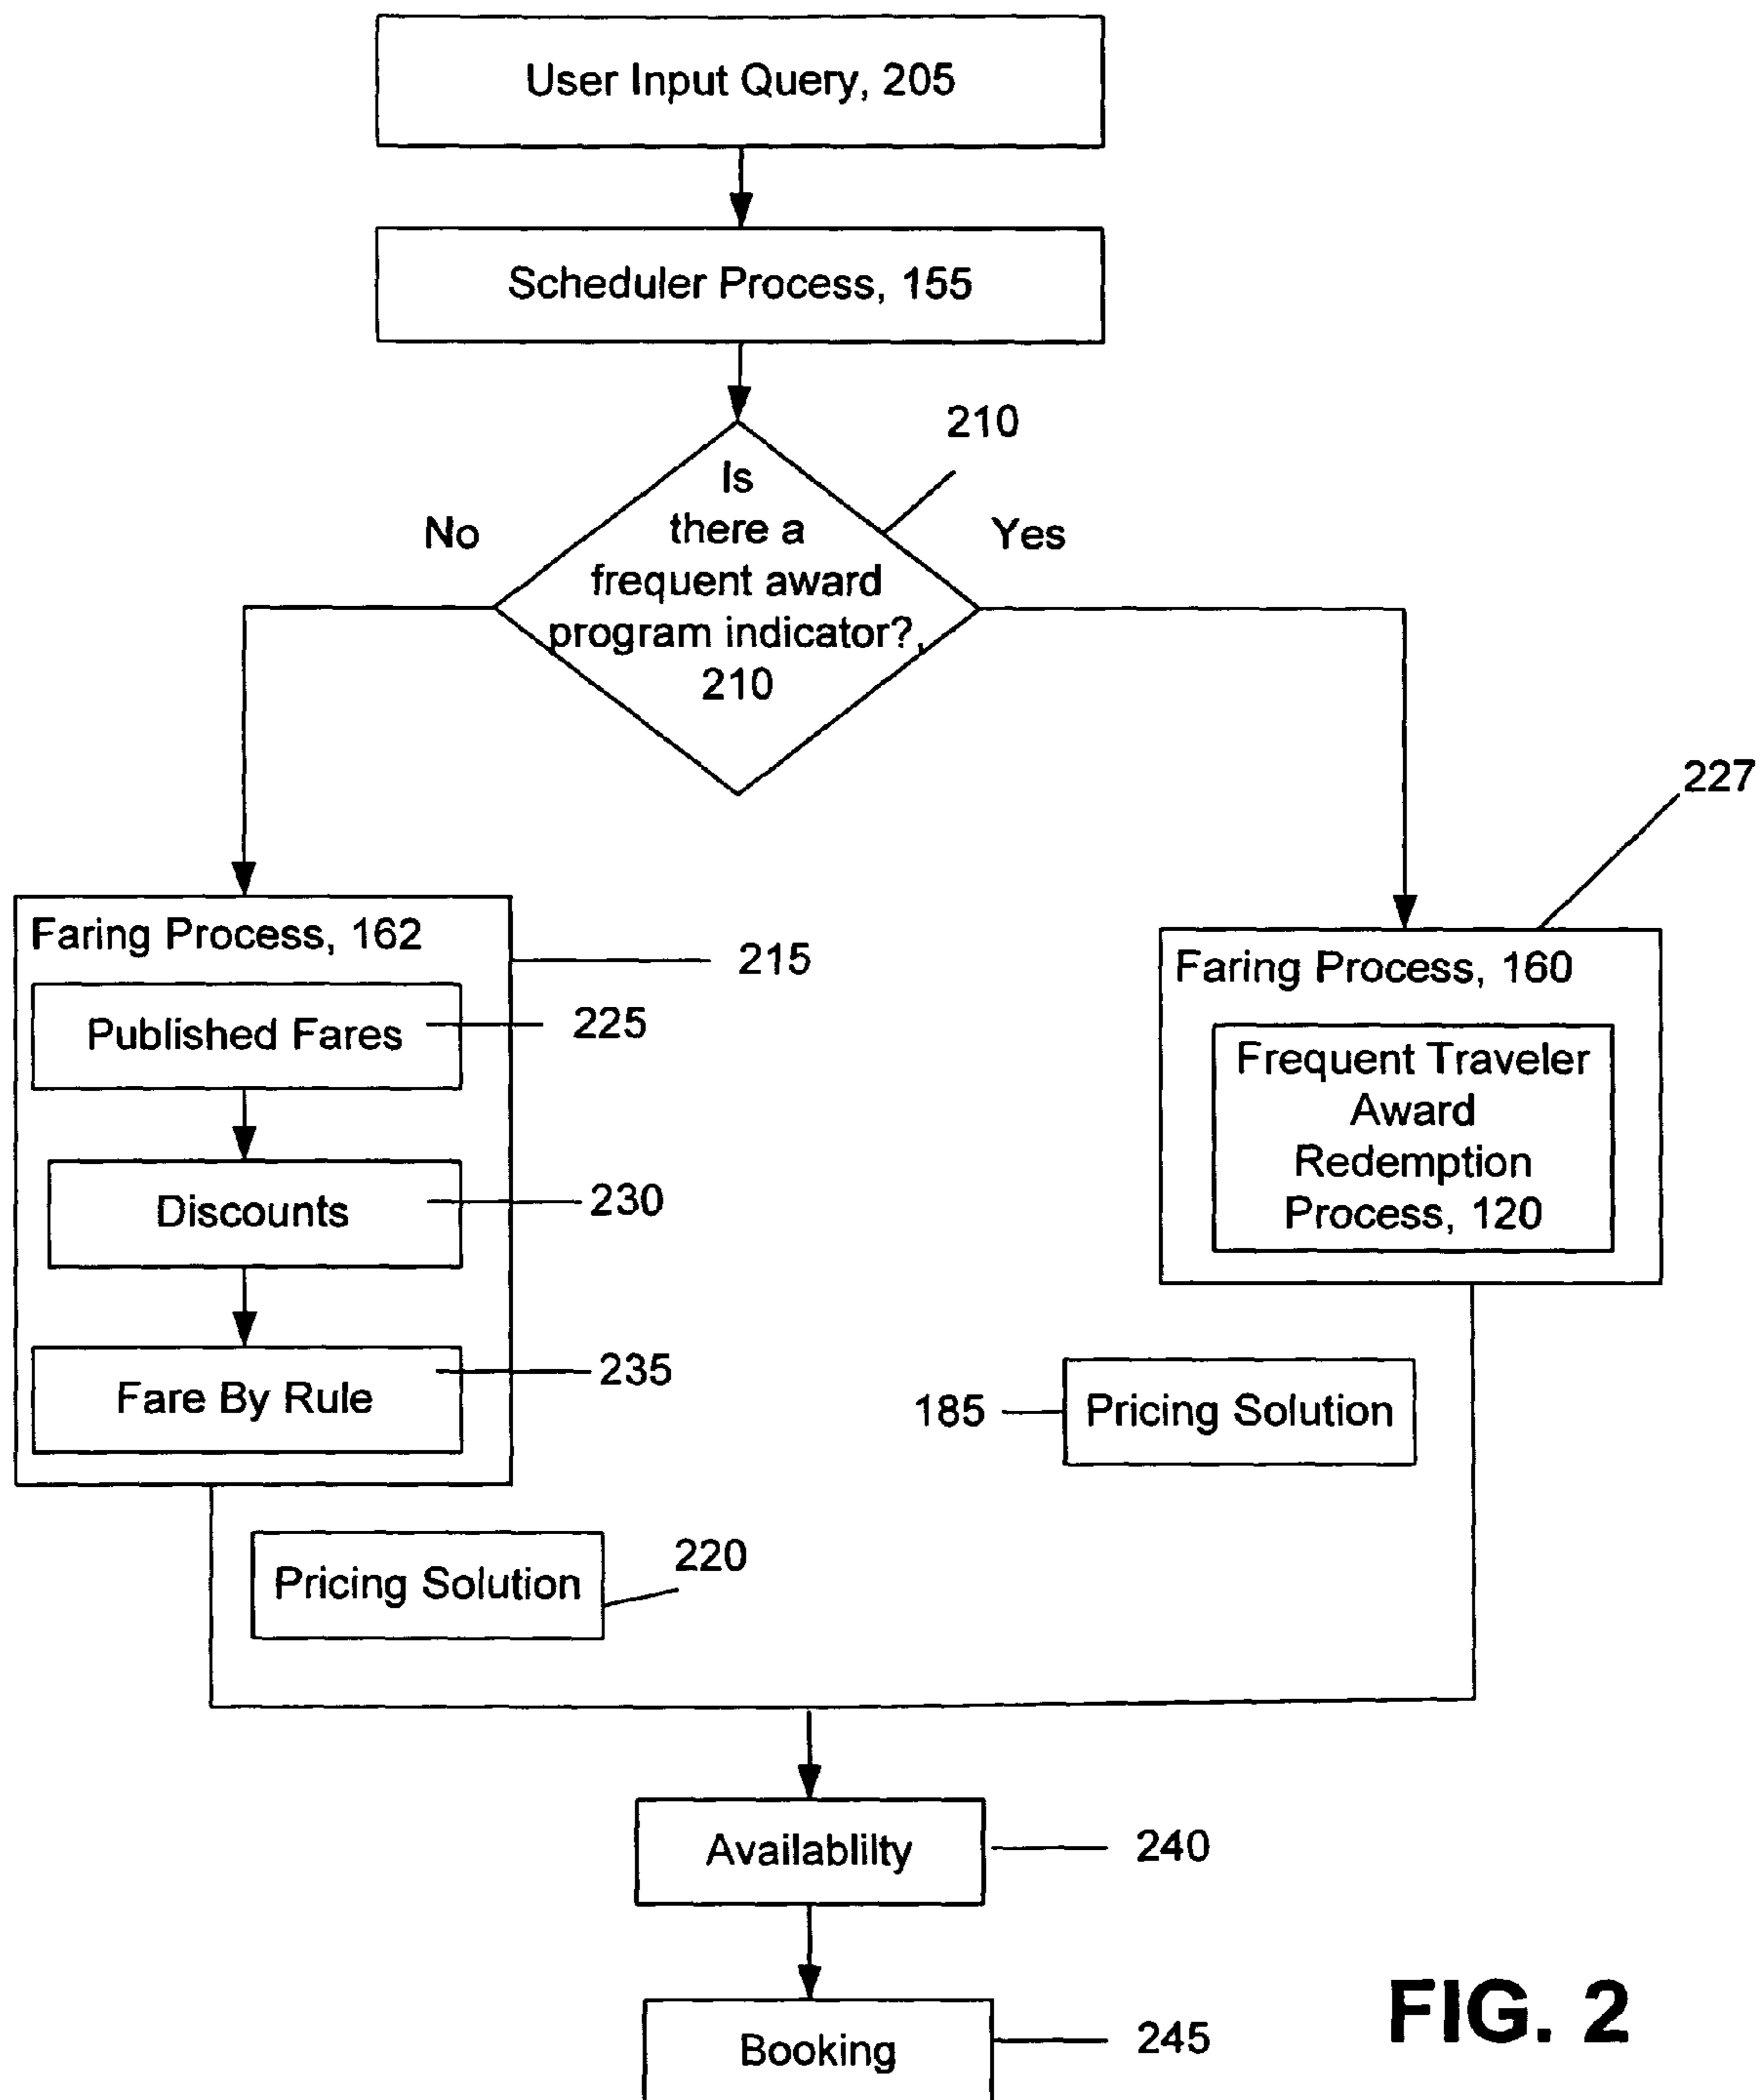 User Input Query, 205
Scheduler Process, 155
210
No
Yes
Is
there a
frequent award
program indicator?,
210
227
Faring Process, 162
215
Published Fares
225
Discounts
230
Fare By Rule
235
Faring Process, 160
Frequent Traveler
Award
Redemption
Process, 120
185
Pricing Solution
Pricing Solution
220
Availablilty
240
Booking
245
FIG. 2